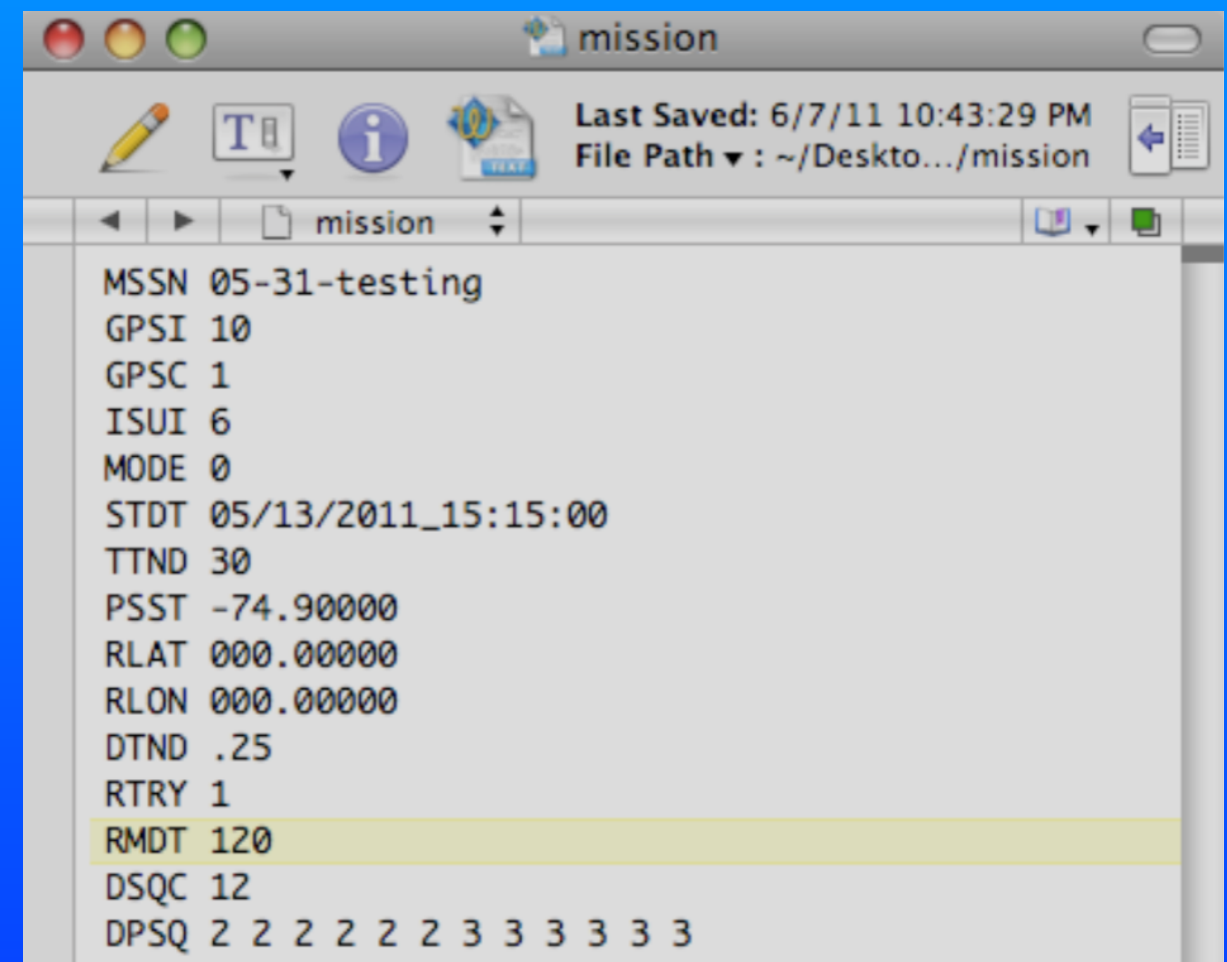 mission
Last Saved: 6/7/11 10:43:29 PM
File Path ▾ : ~/Deskto.../mission
T
i
TEXT
mission
MSSN 05-31-testing
GPSI 10
GPSC 1
ISUI 6
MODE 0
STDT 05/13/2011_15:15:00
TTND 30
PSST -74.90000
RLAT 000.00000
RLON 000.00000
DTND .25
RTRY 1
RMDT 120
DSQC 12
DPSQ 2 2 2 2 2 2 3 3 3 3 3 3